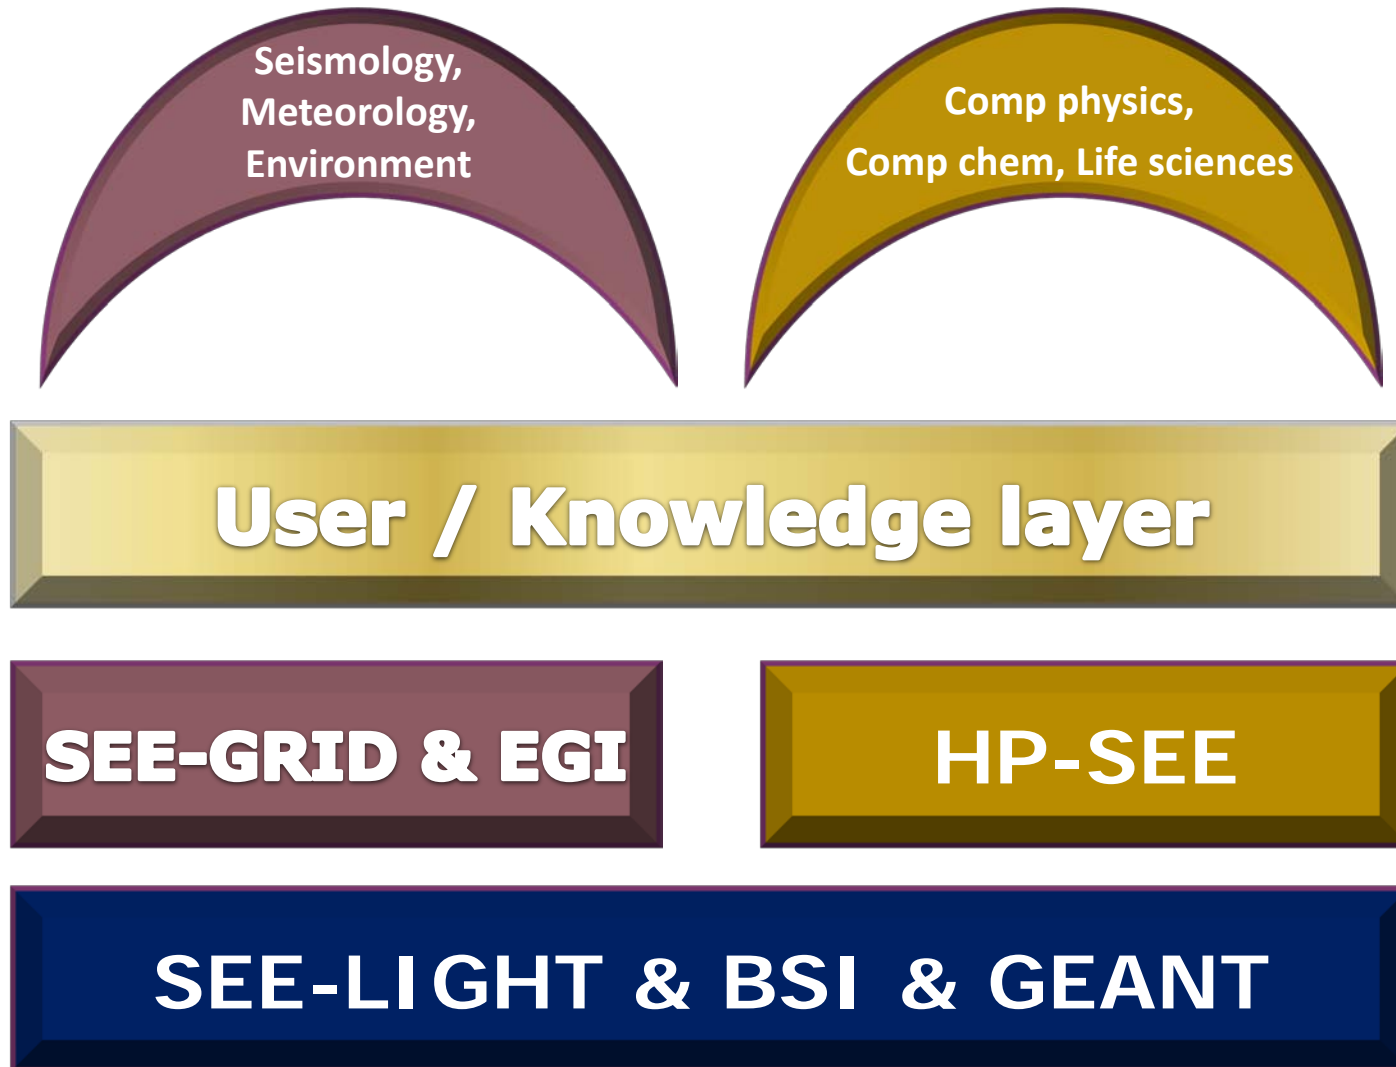 Seismology,
Meteorology,
Environment
Comp physics,
Comp chem, Life sciences
User / Knowledge layer
SEE-GRID & EGI
HP-SEE
SEE-LIGHT & BSI & GEANT